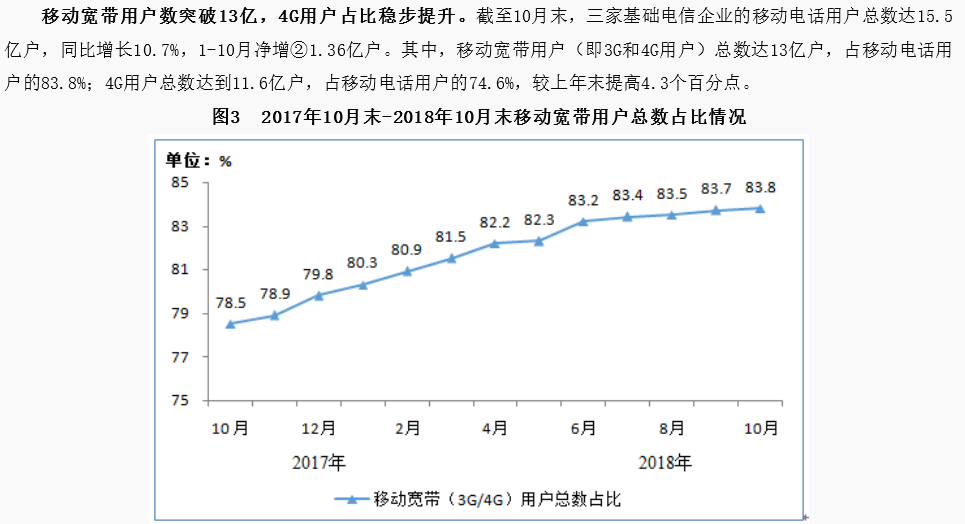 移动宽带用户数突破13亿，4G用户占比稳步提升。截至10月末，三家基础电信企业的移动电话用户总数达15.5
亿户，同比增长10.7%，1-10月净增②1.36亿户。其中，移动宽带用户（即3G和4G用户）总数达13亿户，占移动电话用
户的83.8%；4G用户总数达到11.6亿户，占移动电话用户的74.6%，较上年末提高4.3个百分点。
图3 2017年10月末-2018年10月末移动宽带用户总数占比情况
单位：%
85
83
81
79
77
75
78.5
78.9
79.8
80.3
80.9
81.5
82.2
82.3
83.2
83.4
83.5
83.7
83.8
10月 12月 2月 4月 6月 8月 10月
2017年 2018年
移动宽带（3G/4G）用户总数占比